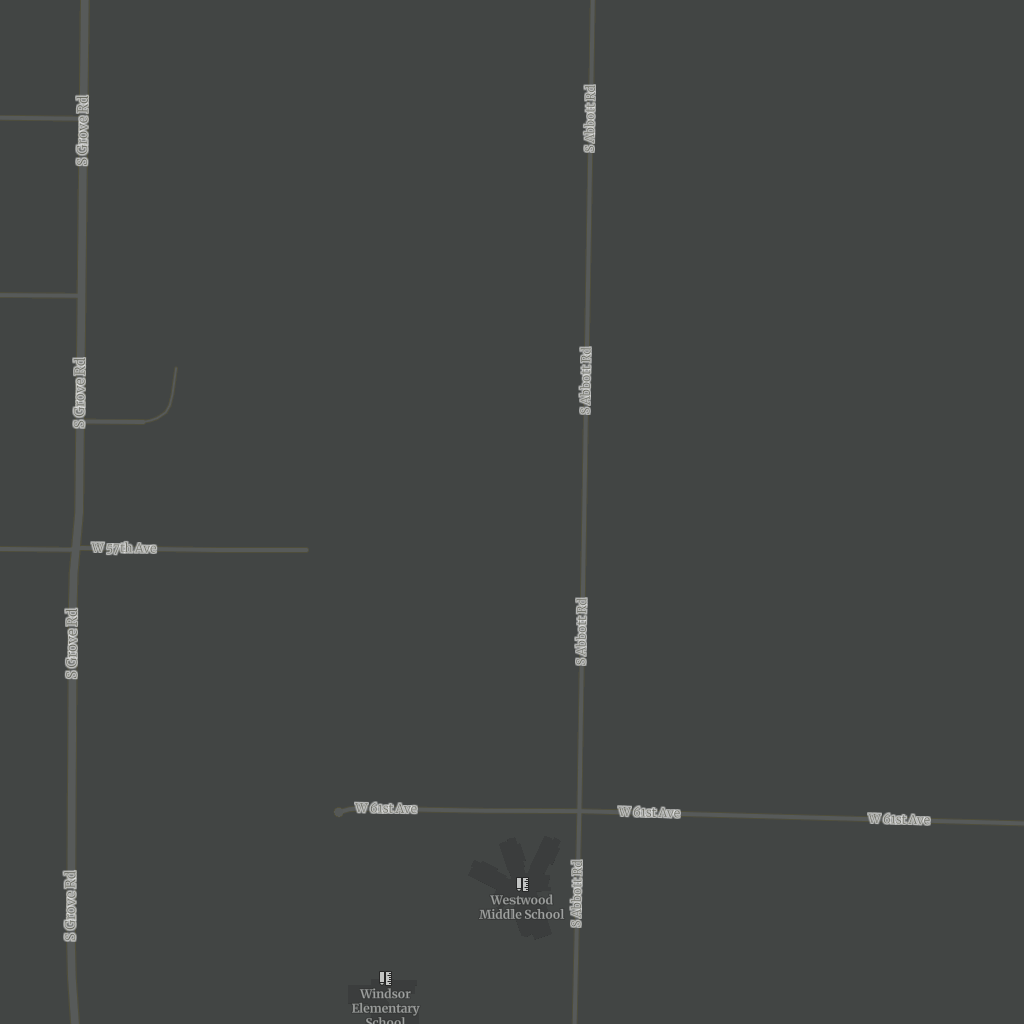 S Grove Rd
S Abbott Rd
S Grove Rd
S Abbott Rd
W 57th Ave
S Grove Rd
S Abbott Rd
W 61st Ave
W 61st Ave
W 61st Ave
S Grove Rd
S Abbott Rd
Westwood
Middle School
Windsor
Elementary
School